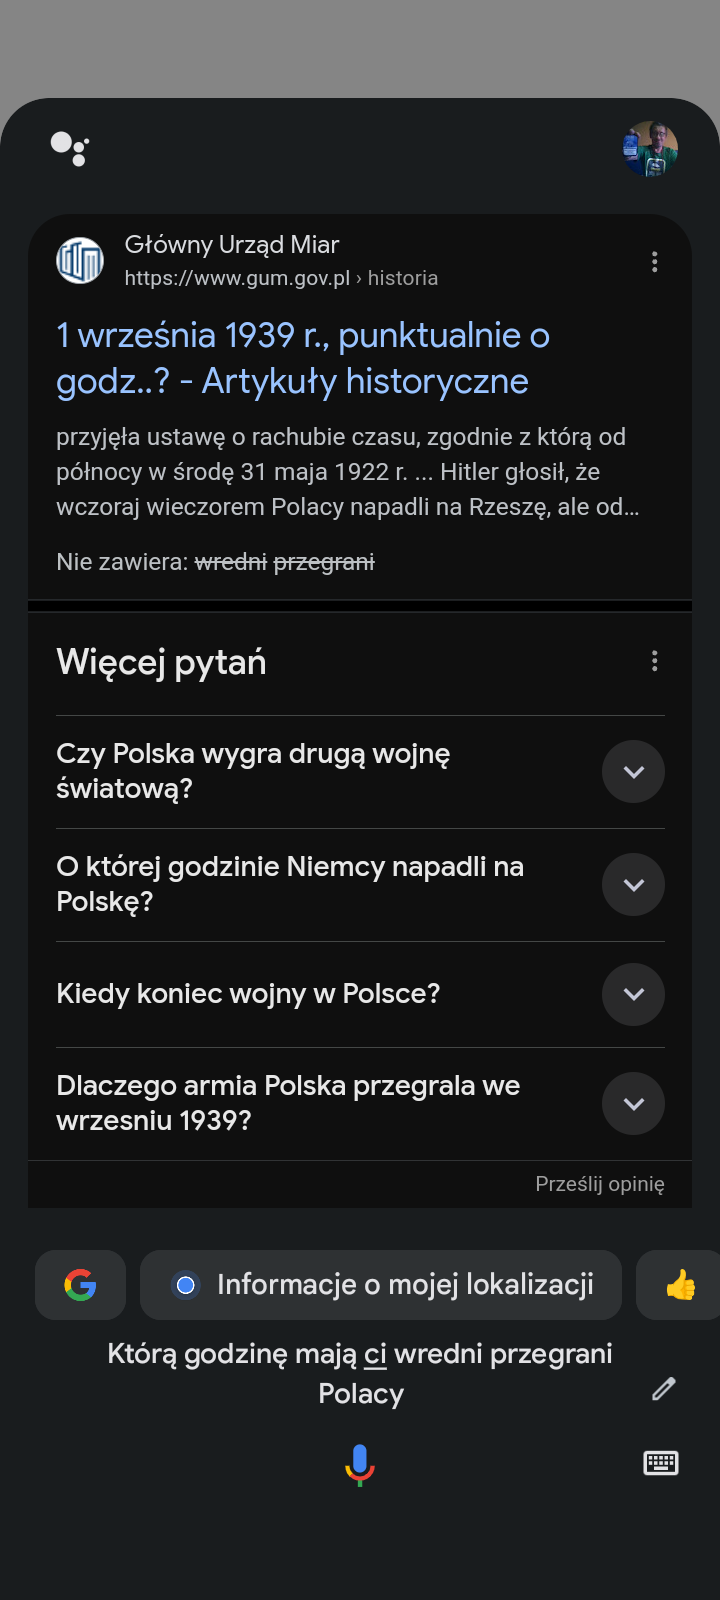 Główny Urząd Miar
https://www.gum.gov.pl › historia
1 września 1939 r., punktualnie o
godz..? - Artykuły historyczne
przyjęła ustawę o rachubie czasu, zgodnie z którą od
północy w środę 31 maja 1922 r. ... Hitler głosił, że
wczoraj wieczorem Polacy napadli na Rzeszę, ale od...
Nie zawiera: wredni przegrani
Więcej pytań
Czy Polska wygra drugą wojnę
światową?
O której godzinie Niemcy napadli na
Polskę?
Kiedy koniec wojny w Polsce?
Dlaczego armia Polska przegrala we
wrzesniu 1939?
Prześlij opinię
Informacje o mojej lokalizacji
Którą godzinę mają ci wredni przegrani
Polacy